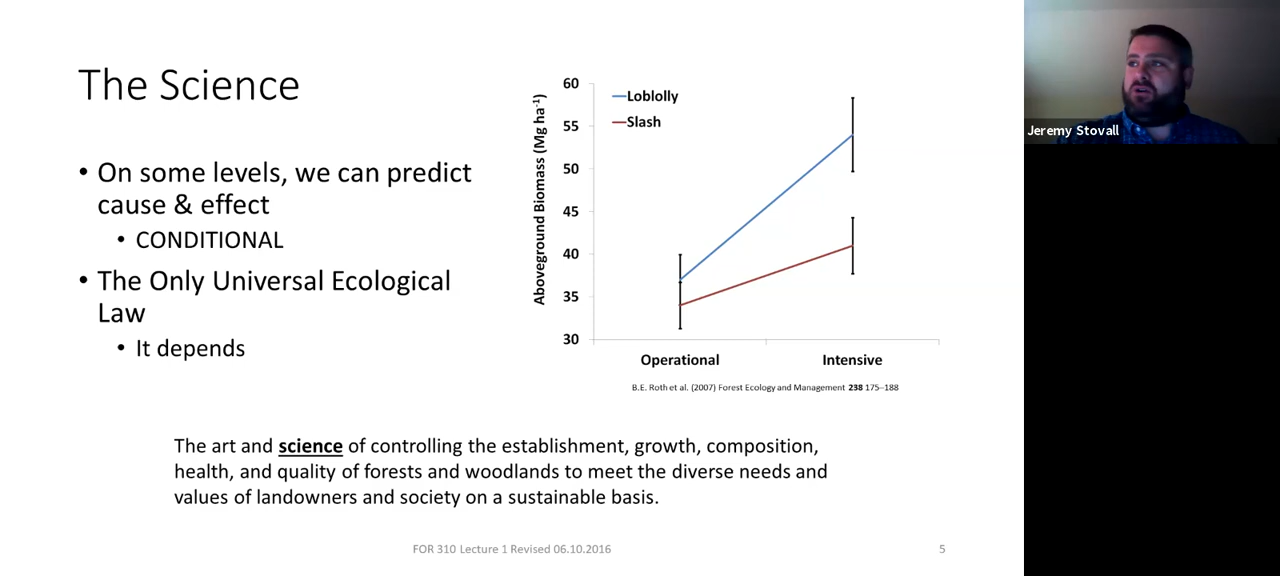 The Science
• On some levels, we can predict
cause & effect
• CONDITIONAL
• The Only Universal Ecological
Law
• It depends
Aboveground Biomass (Mg ha-1)
60
55
50
45
40
35
30
Loblolly
Slash
Operational
Intensive
B.E. Roth et al. (2007) Forest Ecology and Management 238 175–188
The art and science of controlling the establishment, growth, composition,
health, and quality of forests and woodlands to meet the diverse needs and
values of landowners and society on a sustainable basis.
FOR 310 Lecture 1 Revised 06.10.2016
5
Jeremy Stovall